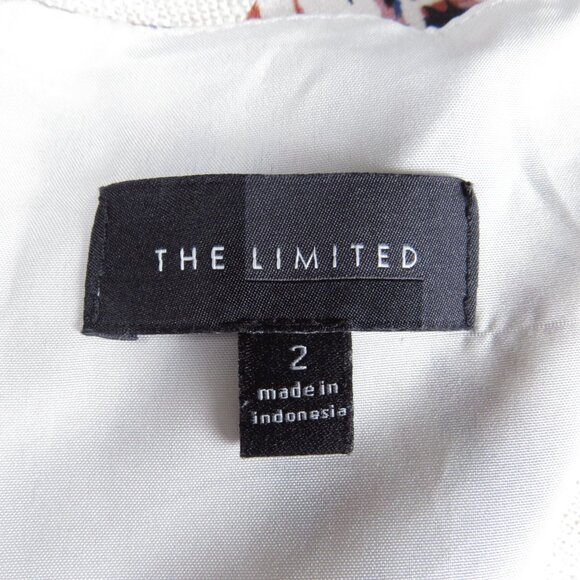 THE LIMITED
2
made in
indonesia